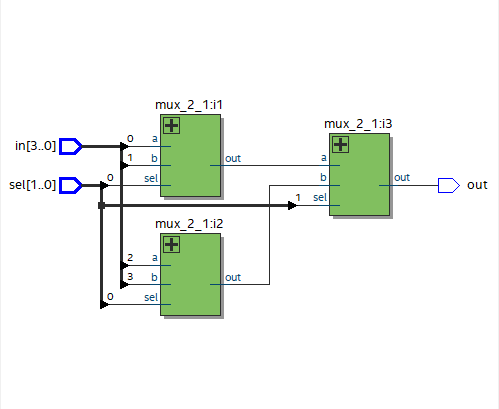 mux_2_1:i1
in[3..0]
0 a
1 b
out
sel[1..0]
0 sel
mux_2_1:i3
a
b
out
out
1 sel
mux_2_1:i2
2 a
3 b
out
0 sel